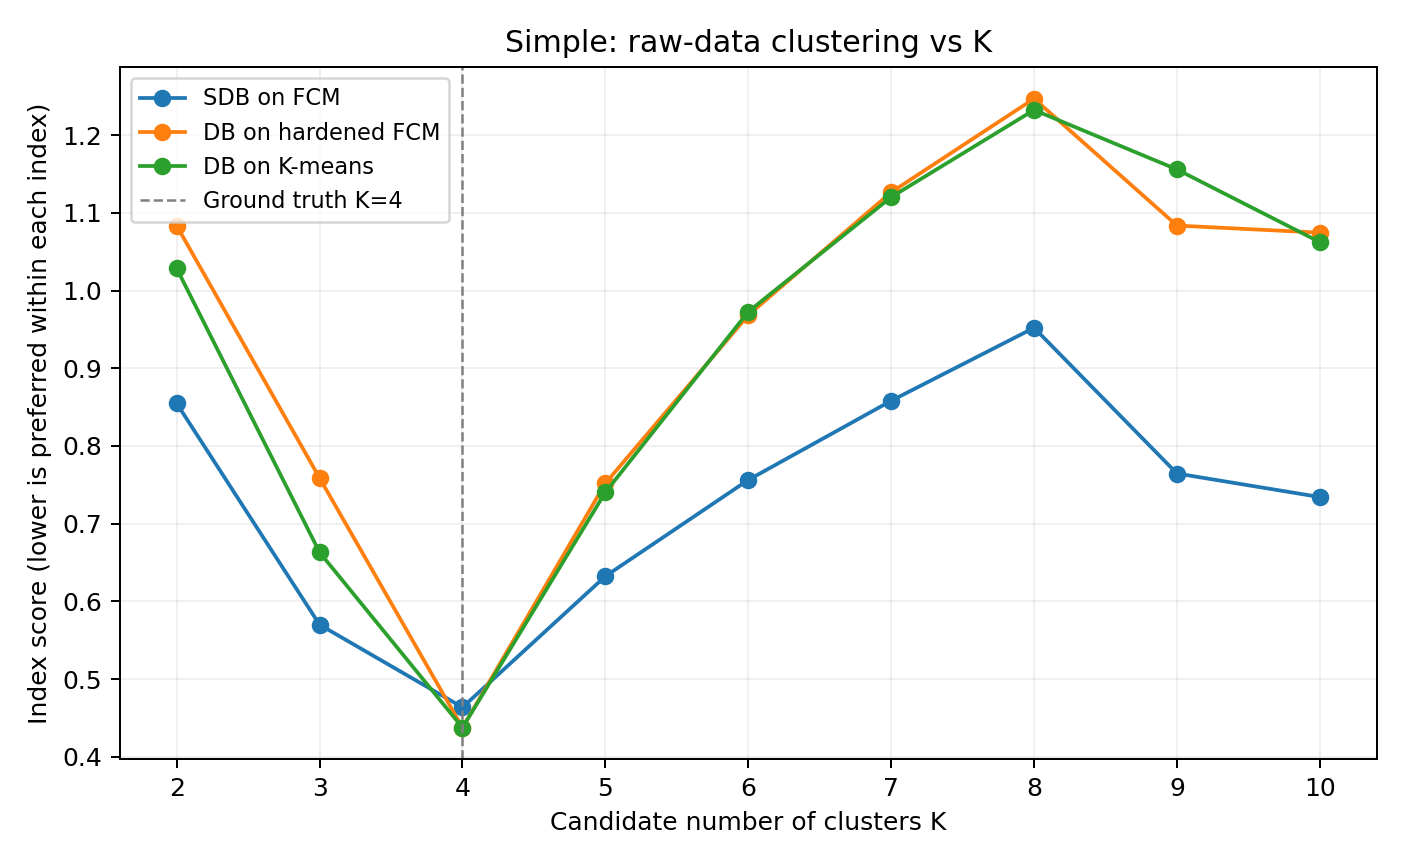 Simple: raw-data clustering vs K
SDB on FCM
DB on hardened FCM
DB on K-means
Ground truth K=4
Index score (lower is preferred within each index)
1.2
1.1
1.0
0.9
0.8
0.7
0.6
0.5
0.4
2 3 4 5 6 7 8 9 10
Candidate number of clusters K